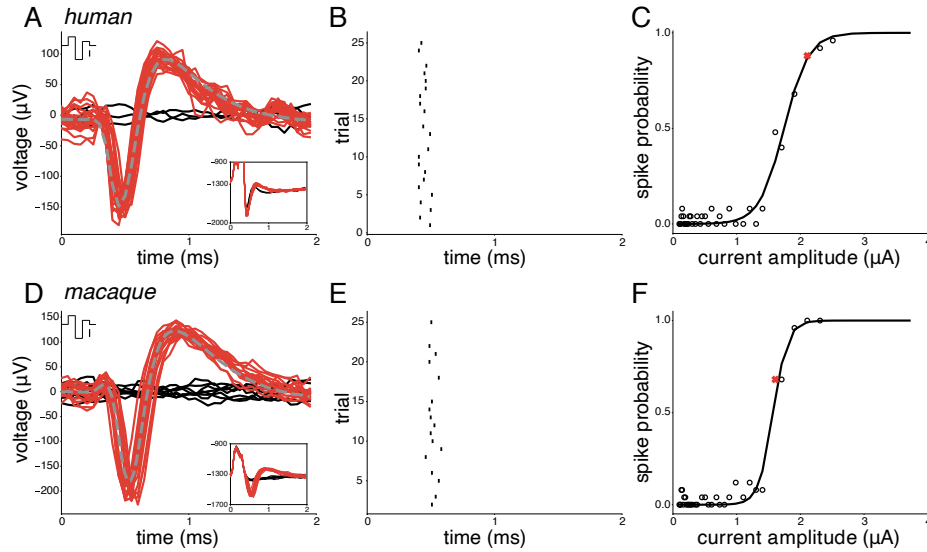 A human B C
voltage (µV)
100
50
0
−50
−100
−150
0 1 2
time (ms)
−900
−1300
−2000
0 1 2
trial
25
20
15
10
5
0
0 1 2
time (ms)
spike probability
1.0
0.5
0.0
0 1 2 3 4
current amplitude (µA)
D macaque E F
voltage (µV)
150
100
50
0
−50
−100
−150
−200
0 1 2
time (ms)
−900
−1300
−1700
0 1 2
trial
25
20
15
10
5
0
0 1 2
time (ms)
spike probability
1.0
0.5
0.0
0 1 2 3 4
current amplitude (µA)